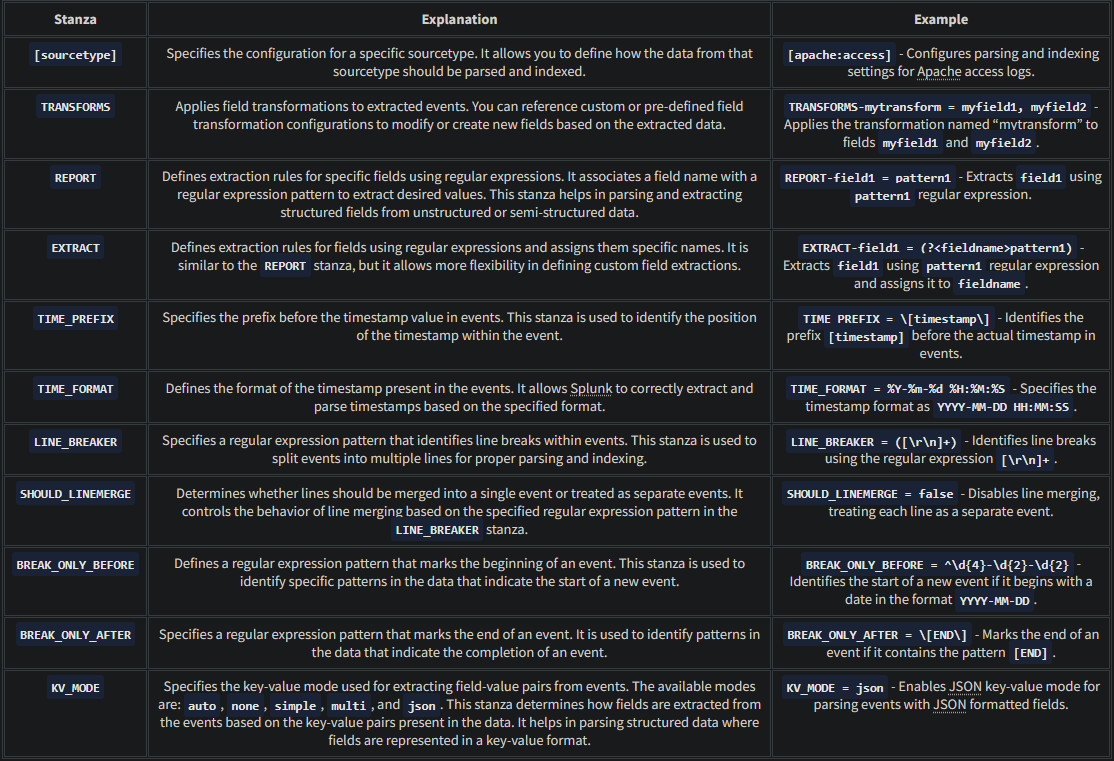 Stanza Explanation Example
[sourcetype] Specifies the configuration for a specific sourcetype. It allows you to define how the data from that
sourcetype should be parsed and indexed.
[apache:access] - Configures parsing and indexing
settings for Apache access logs.
TRANSFORMS Applies field transformations to extracted events. You can reference custom or pre-defined field
transformation configurations to modify or create new fields based on the extracted data.
TRANSFORMS-mytransform = myfield1, myfield2 -
Applies the transformation named “mytransform” to
fields myfield1 and myfield2 .
REPORT Defines extraction rules for specific fields using regular expressions. It associates a field name with a
regular expression pattern to extract desired values. This stanza helps in parsing and extracting
structured fields from unstructured or semi-structured data.
REPORT-field1 = pattern1 - Extracts field1 using
pattern1 regular expression.
EXTRACT Defines extraction rules for fields using regular expressions and assigns them specific names. It is
similar to the REPORT stanza, but it allows more flexibility in defining custom field extractions.
EXTRACT-field1 = (?<fieldname>pattern1) -
Extracts field1 using pattern1 regular expression
and assigns it to fieldname .
TIME_PREFIX Specifies the prefix before the timestamp value in events. This stanza is used to identify the position
of the timestamp within the event.
TIME_PREFIX = \[timestamp\] - Identifies the
prefix [timestamp] before the actual timestamp in
events.
TIME_FORMAT Defines the format of the timestamp present in the events. It allows Splunk to correctly extract and
parse timestamps based on the specified format.
TIME_FORMAT = %Y-%m-%d %H:%M:%S - Specifies the
timestamp format as YYYY-MM-DD HH:MM:SS .
LINE_BREAKER Specifies a regular expression pattern that identifies line breaks within events. This stanza is used to
split events into multiple lines for proper parsing and indexing.
LINE_BREAKER = ([\r\n]+) - Identifies line breaks
using the regular expression [\r\n]+ .
SHOULD_LINEMERGE Determines whether lines should be merged into a single event or treated as separate events. It
controls the behavior of line merging based on the specified regular expression pattern in the
LINE_BREAKER stanza.
SHOULD_LINEMERGE = false - Disables line merging,
treating each line as a separate event.
BREAK_ONLY_BEFORE Defines a regular expression pattern that marks the beginning of an event. This stanza is used to
identify specific patterns in the data that indicate the start of a new event.
BREAK_ONLY_BEFORE = ^\d{4}-\d{2}-\d{2} -
Identifies the start of a new event if it begins with a
date in the format YYYY-MM-DD .
BREAK_ONLY_AFTER Specifies a regular expression pattern that marks the end of an event. It is used to identify patterns in
the data that indicate the completion of an event.
BREAK_ONLY_AFTER = \[END\] - Marks the end of an
event if it contains the pattern [END] .
KV_MODE Specifies the key-value mode used for extracting field-value pairs from events. The available modes
are: auto , none , simple , multi , and json . This stanza determines how fields are extracted from
the events based on the key-value pairs present in the data. It helps in parsing structured data where
fields are represented in a key-value format.
KV_MODE = json - Enables JSON key-value mode for
parsing events with JSON formatted fields.